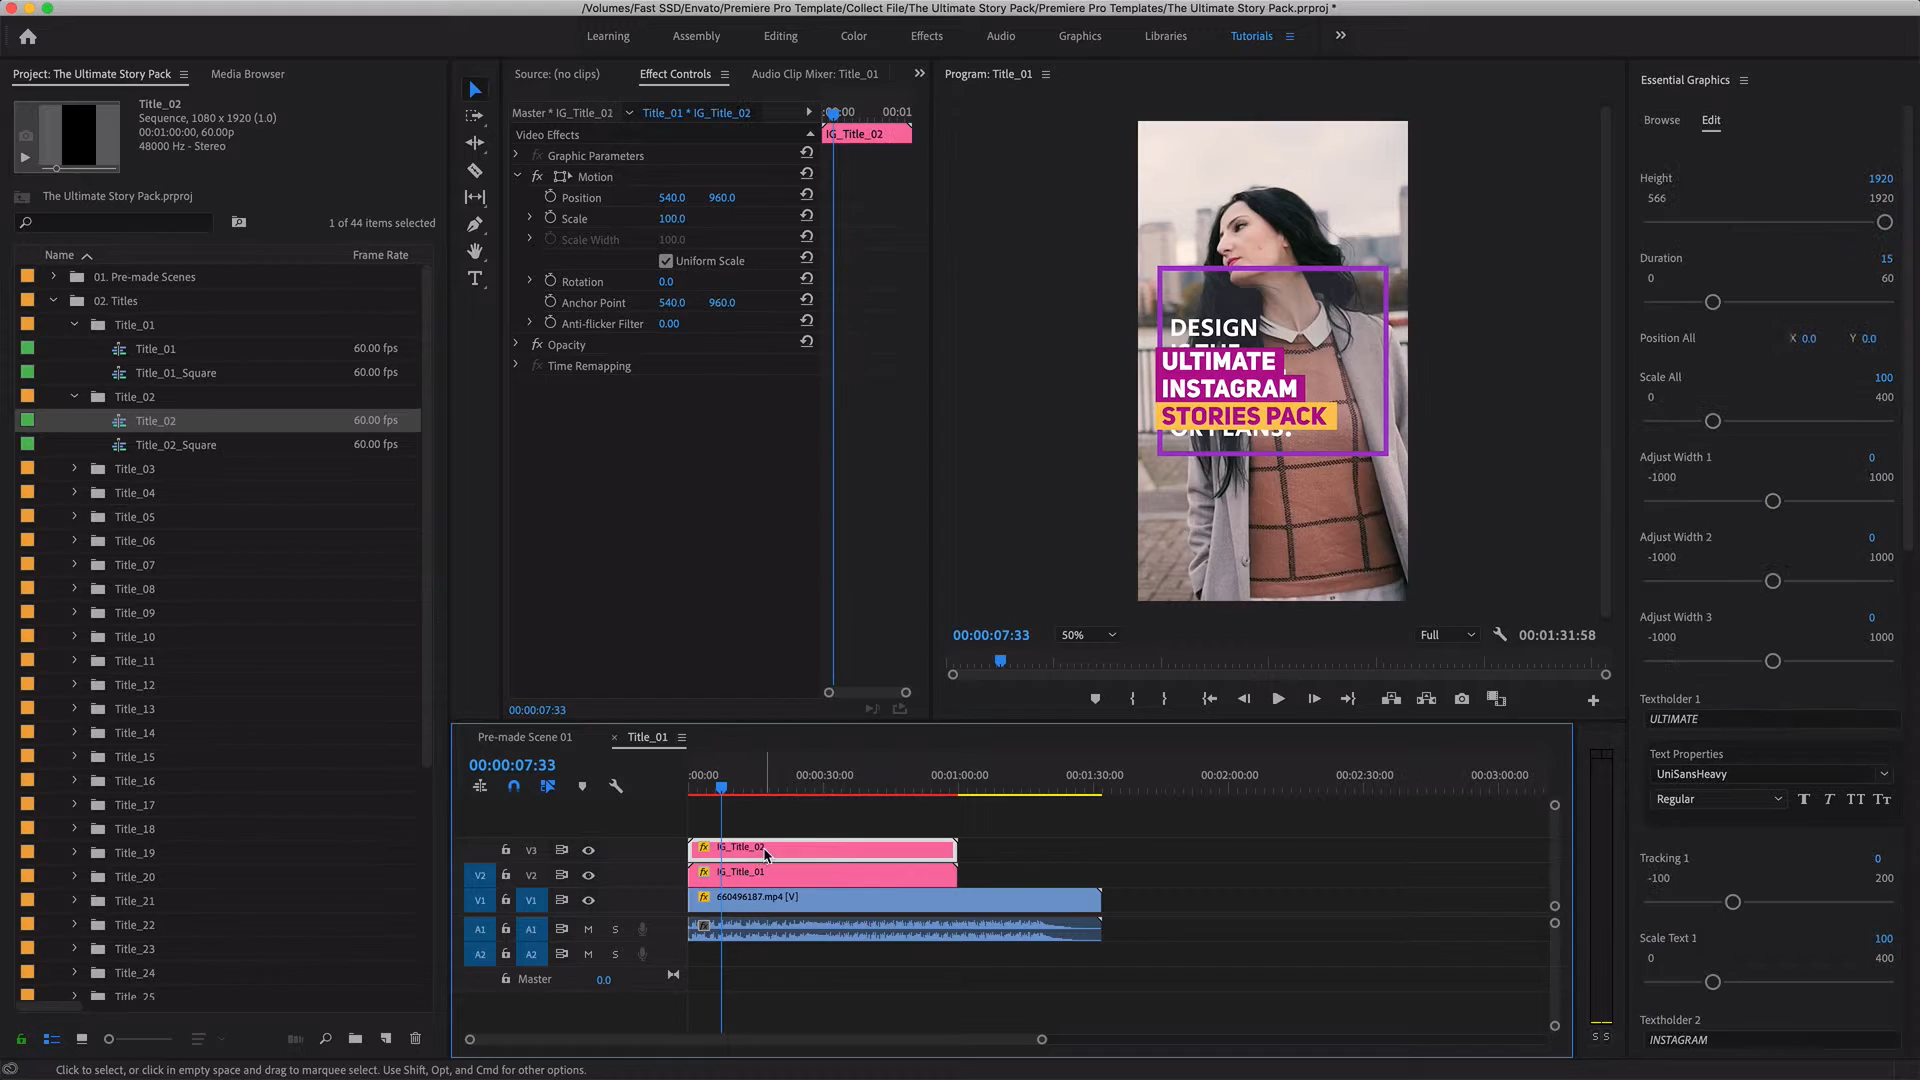 /Volumes/Fast SSD/Envato/Premiere Pro Template/Collect File/The Ultimate Story Pack/Premiere Pro Templates/The Ultimate Story Pack.prproj *
Learning
Assembly
Editing
Color
Effects
Audio
Graphics
Libraries
Tutorials
Project: The Ultimate Story Pack
Media Browser
Title_02
Sequence, 1080 x 1920 (1.0)
00:01:00:00, 60.00p
48000 Hz - Stereo
The Ultimate Story Pack.prproj
1 of 44 items selected
Name
Frame Rate
01. Pre-made Scenes
02. Titles
Title_01
Title_01 60.00 fps
Title_01_Square 60.00 fps
Title_02
Title_02 60.00 fps
Title_02_Square 60.00 fps
Title_03
Title_04
Title_05
Title_06
Title_07
Title_08
Title_09
Title_10
Title_11
Title_12
Title_13
Title_14
Title_15
Title_16
Title_17
Title_18
Title_19
Title_20
Title_21
Title_22
Title_23
Title_24
Title_25
Source: (no clips)
Effect Controls
Audio Clip Mixer: Title_01
Master * IG_Title_02
Title_01 * IG_Title_02
:00:00
00:01
Video Effects
IG_Title_02
fx Graphic Parameters
fx Motion
Position 540.0 960.0
Scale 100.0
Scale Width 100.0
Uniform Scale
Rotation 0.0
Anchor Point 540.0 960.0
Anti-flicker Filter 0.00
fx Opacity
fx Time Remapping
00:00:07:33
Program: Title_01
DESIGN
ULTIMATE
INSTAGRAM
STORIES PACK
OR PLANS.
00:00:07:33
50%
Full
00:01:31:58
Essential Graphics
Browse
Edit
Height 1920
566 1920
Duration 15
0 60
Position All X 0.0 Y 0.0
Scale All 100
0 400
Adjust Width 1 0
-1000 1000
Adjust Width 2 0
-1000 1000
Adjust Width 3 0
-1000 1000
Textholder 1
ULTIMATE
Text Properties
UniSansHeavy
Regular
T T TT Tт
Tracking 1 0
-100 200
Scale Text 1 100
0 400
Textholder 2
INSTAGRAM
Pre-made Scene 01
× Title_01
00:00:07:33
:00:00
00:00:30:00
00:01:00:00
00:01:30:00
00:02:00:00
00:02:30:00
00:03:00:00
V3
fx IG_Title_02
V2 V2
fx IG_Title_01
V1 V1
fx 660496187.mp4 [V]
A1 A1 M S
A2 A2 M S
Master 0.0
S S
Click to select, or click in empty space and drag to marquee select. Use Shift, Opt, and Cmd for other options.